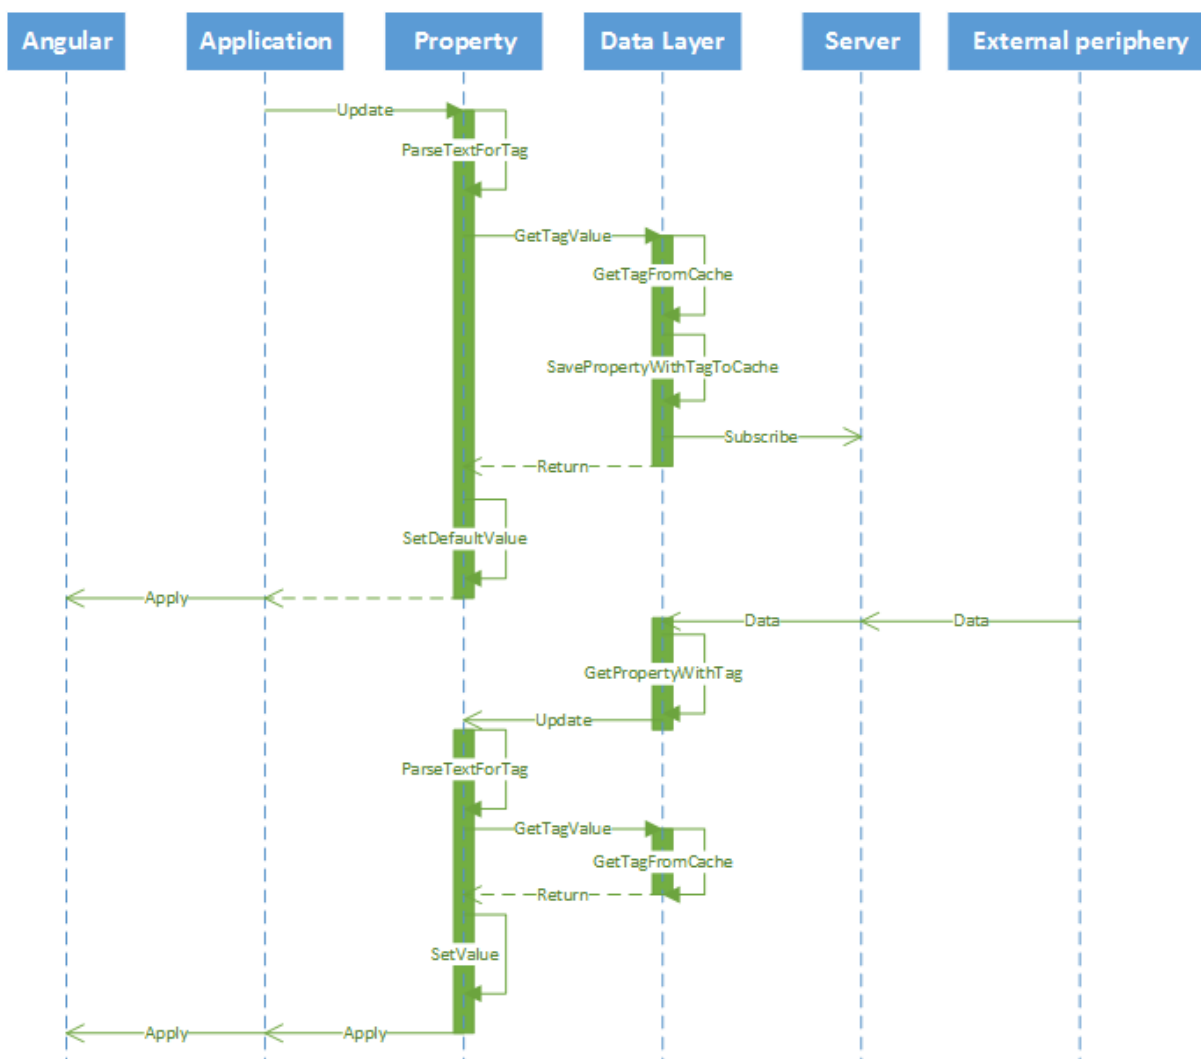 Angular
Application
Property
Data Layer
Server
External periphery
Update
ParseTextForTag
GetTagValue
GetTagFromCache
SavePropertyWithTagToCache
Subscribe
Return
SetDefaultValue
Apply
Data
Data
GetPropertyWithTag
Update
ParseTextForTag
GetTagValue
GetTagFromCache
Return
SetValue
Apply
Apply